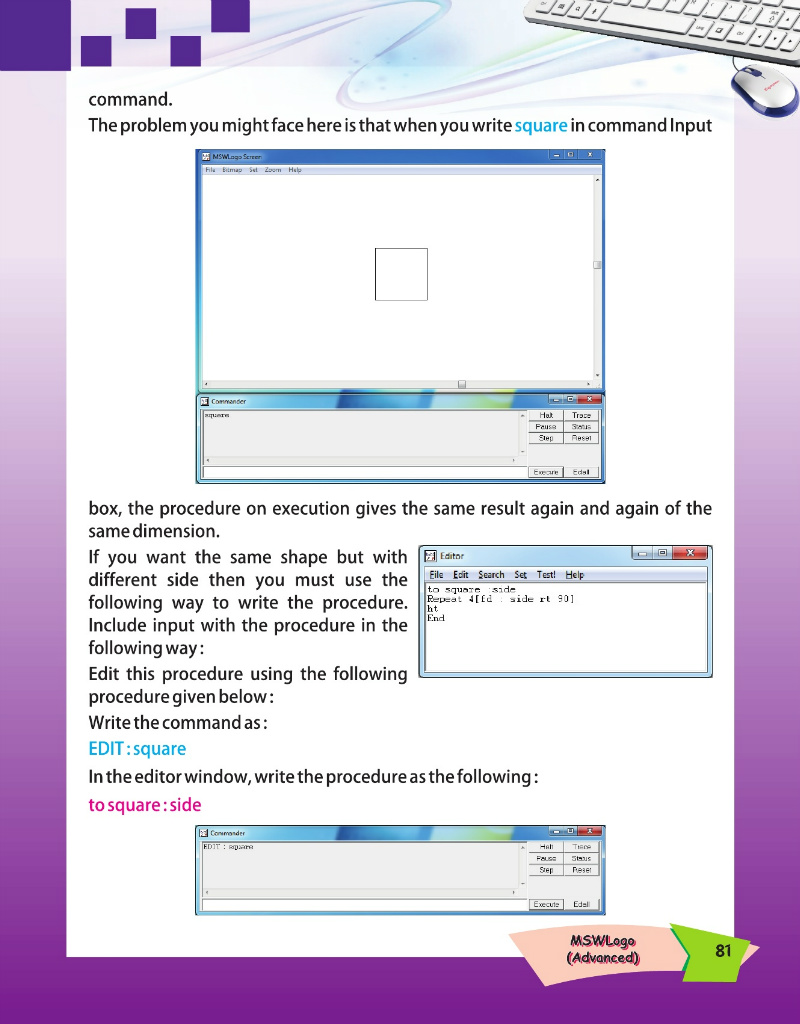 command.
The problem you might face here is that when you write square in command Input
MSWLogo Screen
File Bitmap Set Zoom Help
Commander
square
Halt Trace
Pause Status
Step Reset
Execute Edall
box, the procedure on execution gives the same result again and again of the
same dimension.
If you want the same shape but with
different side then you must use the
following way to write the procedure.
Include input with the procedure in the
following way :
Editor
File Edit Search Set Test! Help
to square :side
Repeat 4[fd : side rt 90]
ht
End
Edit this procedure using the following
procedure given below :
Write the command as :
EDIT : square
In the editor window, write the procedure as the following :
to square : side
Commander
EDIT : square
Halt Trace
Pause Status
Step Reset
Execute Edall
MSWLogo
(Advanced)
81